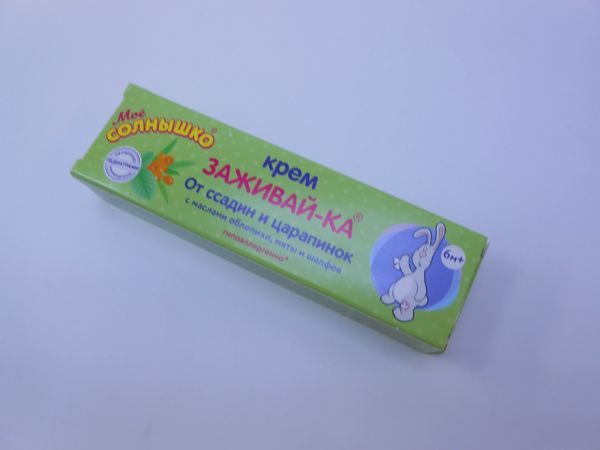 Моё
СОЛНЫШКО®
крем
ЗАЖИВАЙ-КА®
От ссадин и царапинок
с маслами облепихи, мяты и шалфея
гипоаллергенно*
6м+